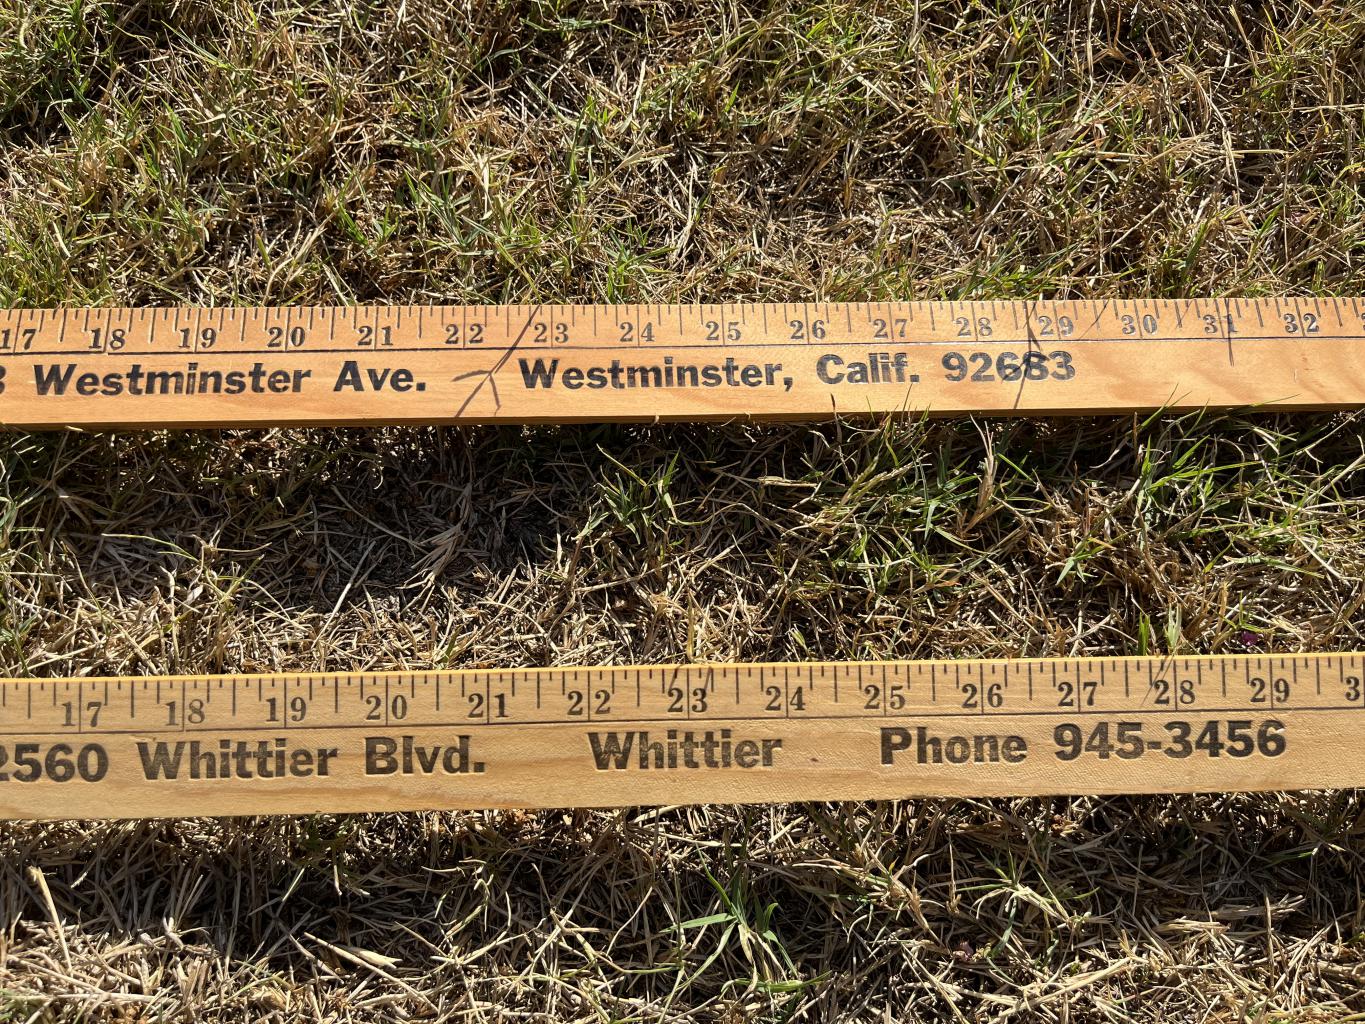 17 18 19 20 21 22 23 24 25 26 27 28 29 30 31 32
Westminster Ave. Westminster, Calif. 92683
17 18 19 20 21 22 23 24 25 26 27 28 29 3
2560 Whittier Blvd. Whittier Phone 945-3456